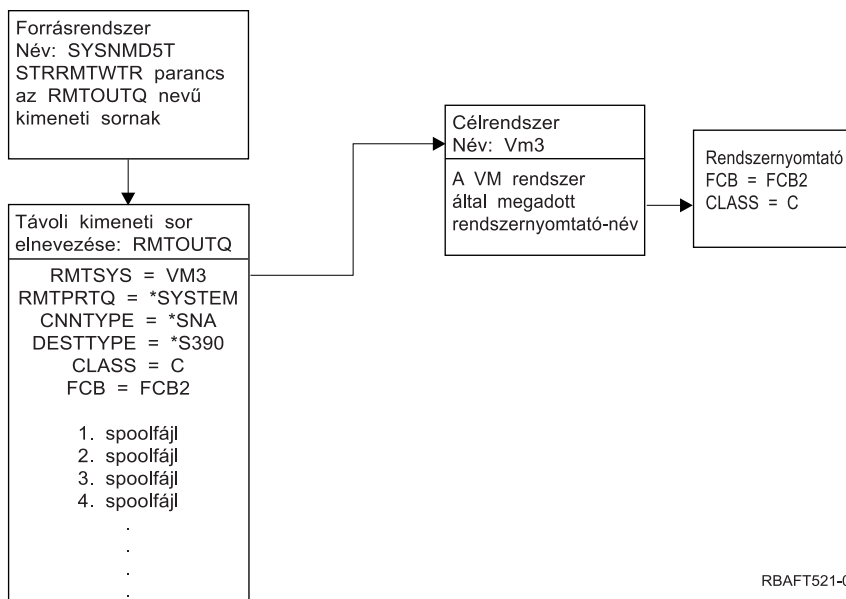 Forrásrendszer
Név: SYSNMD5T
STRRMTWTR parancs
az RMTOUTQ nevű
kimeneti sornak
Távoli kimeneti sor
elnevezése: RMTOUTQ
RMTSYS = VM3
RMTPRTQ = *SYSTEM
CNNTYPE = *SNA
DESTTYPE = *S390
CLASS = C
FCB = FCB2
1. spoolfájl
2. spoolfájl
3. spoolfájl
4. spoolfájl
.
.
.
.
Célrendszer
Név: Vm3
A VM rendszer
által megadott
rendszernyomtató-név
Rendszernyomtató
FCB = FCB2
CLASS = C
RBAFT521-0